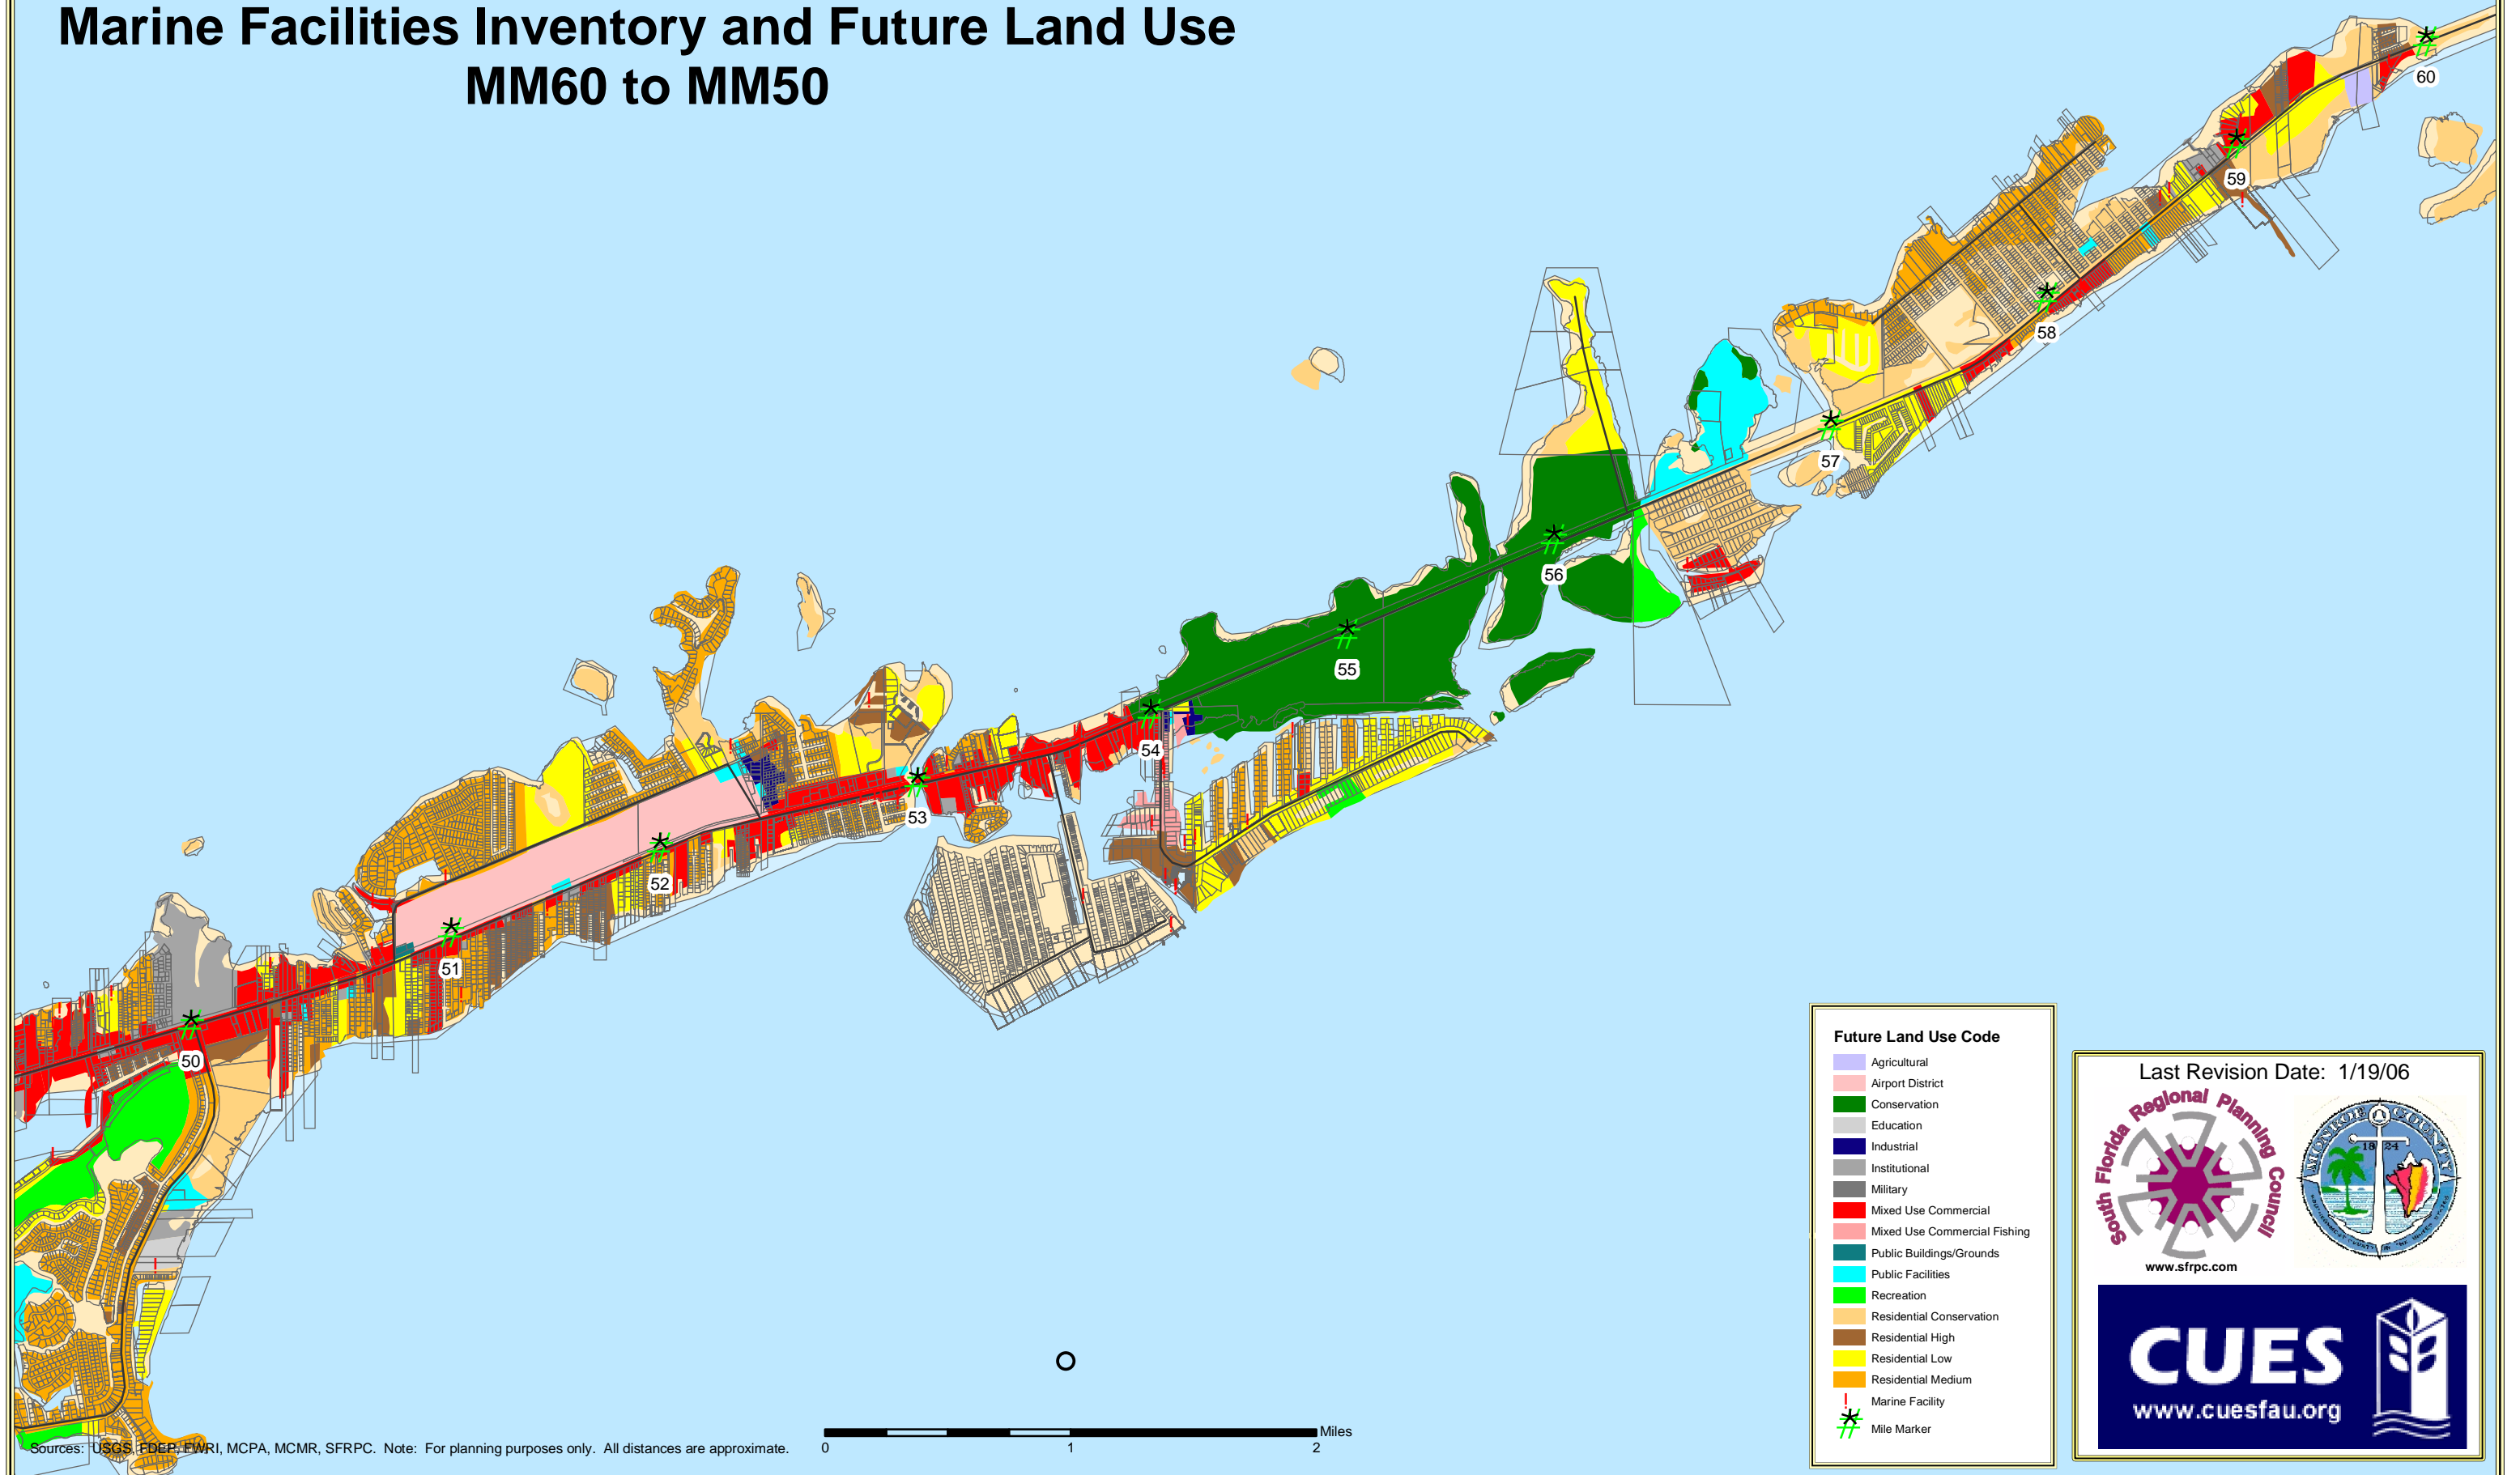 Marine Facilities Inventory and Future Land Use
MM60 to MM50
60
59
58
57
56
55
54
53
52
51
50
Future Land Use Code
Agricultural
Airport District
Conservation
Education
Industrial
Institutional
Military
Mixed Use Commercial
Mixed Use Commercial Fishing
Public Buildings/Grounds
Public Facilities
Recreation
Residential Conservation
Residential High
Residential Low
Residential Medium
Marine Facility
Mile Marker
Last Revision Date: 1/19/06
South Florida Regional Planning Council
www.sfrpc.com
MONROE COUNTY
18 24
CUES
www.cuesfau.org
Miles
0 1 2
Sources: USGS, FDEP, FWRI, MCPA, MCMR, SFRPC. Note: For planning purposes only. All distances are approximate.